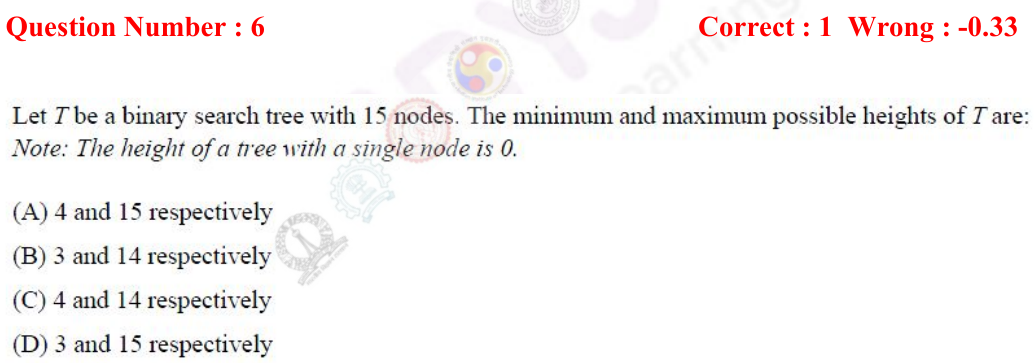 Question Number : 6 Correct : 1 Wrong : -0.33
Let T be a binary search tree with 15 nodes. The minimum and maximum possible heights of T are:
Note: The height of a tree with a single node is 0.
(A) 4 and 15 respectively
(B) 3 and 14 respectively
(C) 4 and 14 respectively
(D) 3 and 15 respectively